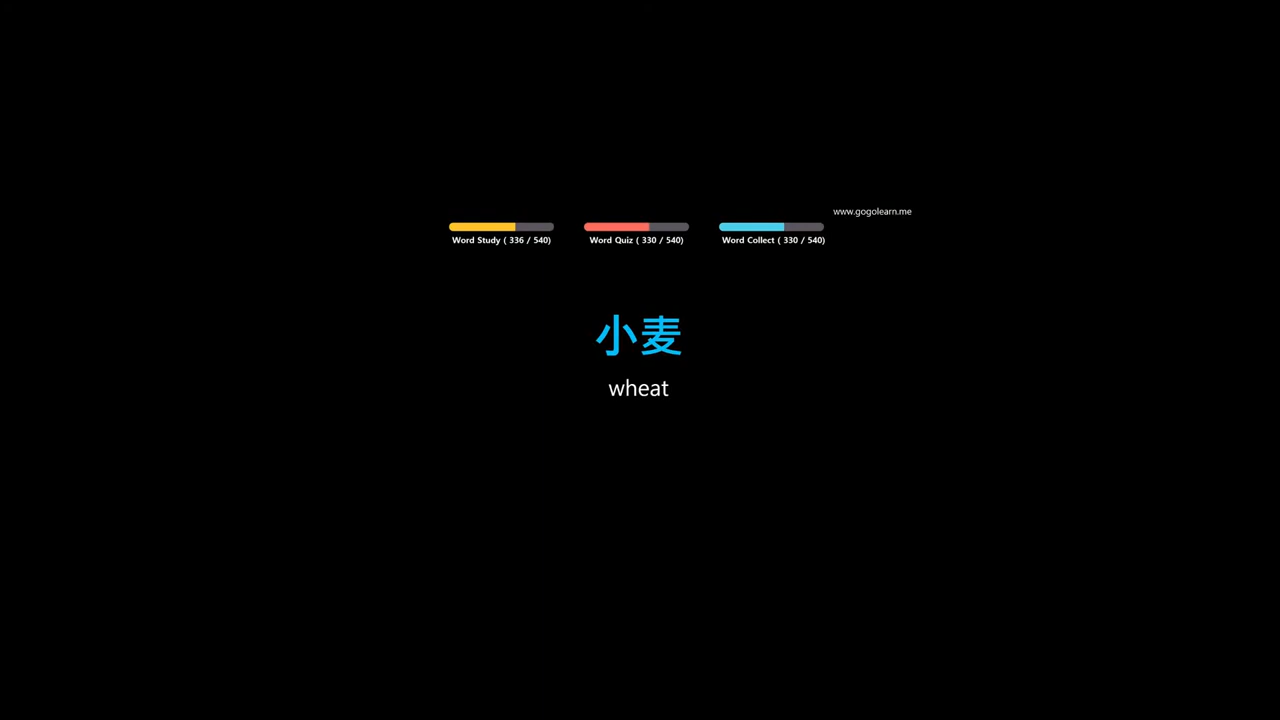 www.gogolearn.me
Word Study ( 336 / 540) Word Quiz ( 330 / 540) Word Collect ( 330 / 540)
小麦
wheat